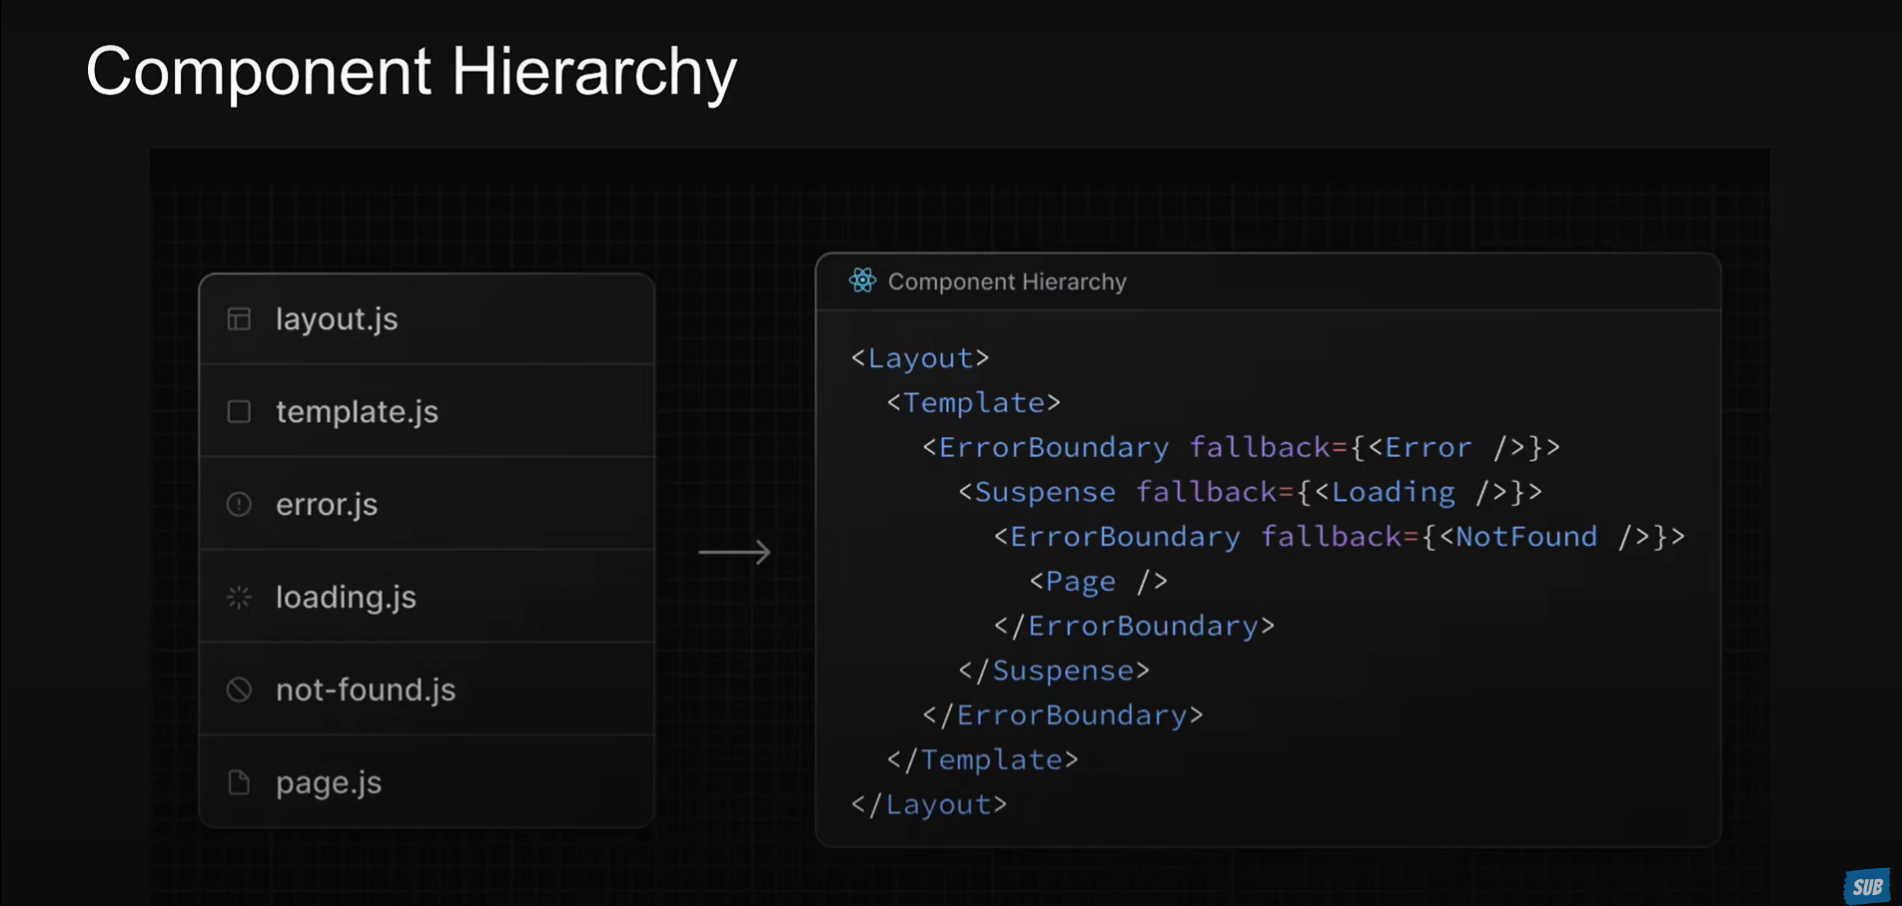 Component Hierarchy
layout.js
template.js
error.js
loading.js
not-found.js
page.js
Component Hierarchy
<Layout>
<Template>
<ErrorBoundary fallback={<Error />}>
<Suspense fallback={<Loading />}>
<ErrorBoundary fallback={<NotFound />}>
<Page />
</ErrorBoundary>
</Suspense>
</ErrorBoundary>
</Template>
</Layout>
SUB